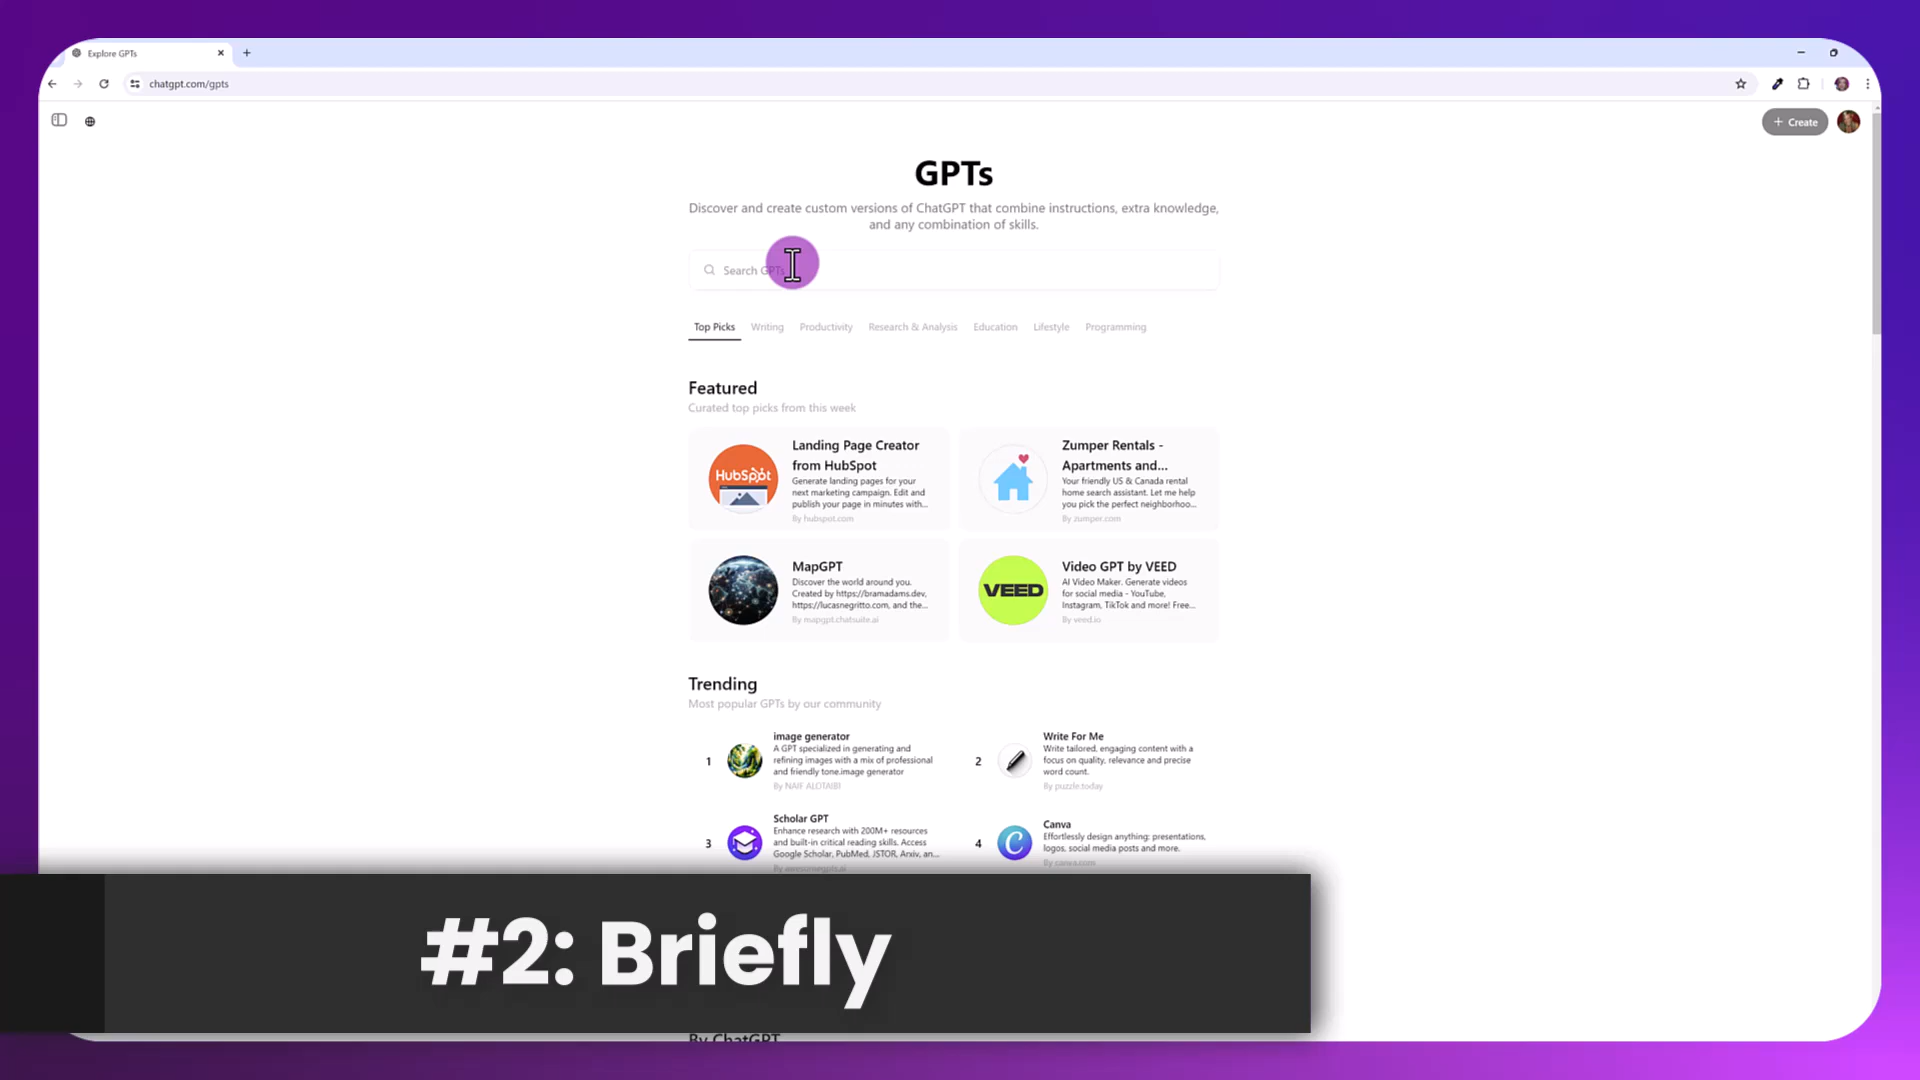 Explore GPTs
chatgpt.com/gpts
+ Create
GPTs
Discover and create custom versions of ChatGPT that combine instructions, extra knowledge,
and any combination of skills.
Search GPTs
Top Picks Writing Productivity Research & Analysis Education Lifestyle Programming
Featured
Curated top picks from this week
HubSpot
Landing Page Creator
from HubSpot
Generate landing pages for your
next marketing campaign. Edit and
publish your page in minutes with...
By hubspot.com
Zumper Rentals -
Apartments and...
Your friendly US & Canada rental
home search assistant. Let me help
you pick the perfect neighborhoo...
By zumper.com
MapGPT
Discover the world around you.
Created by https://bramadams.dev,
https://lucasnegritto.com, and the...
By mapgpt.chatsuite.ai
VEED
Video GPT by VEED
AI Video Maker. Generate videos
for social media - YouTube,
Instagram, TikTok and more! Free...
By veed.io
Trending
Most popular GPTs by our community
1
image generator
A GPT specialized in generating and
refining images with a mix of professional
and friendly tone.image generator
By NAIF ALOTAIBI
2
Write For Me
Write tailored, engaging content with a
focus on quality, relevance and precise
word count.
By puzzle.today
3
Scholar GPT
Enhance research with 200M+ resources
and built-in critical reading skills. Access
Google Scholar, PubMed, JSTOR, Arxiv, an...
By awesomegpts.ai
4
Canva
Effortlessly design anything: presentations,
logos, social media posts and more.
By canva.com
#2: Briefly
By ChatGPT